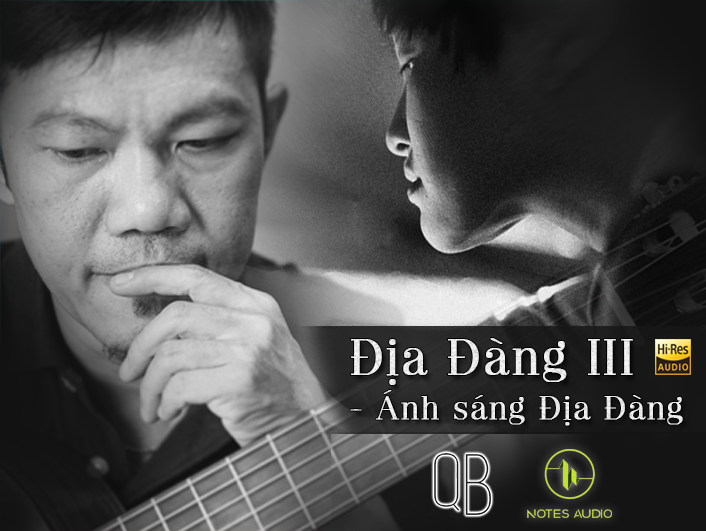 Địa Đàng III
Hi-Res
AUDIO
- Ánh sáng Địa Đàng
QB
NOTES AUDIO